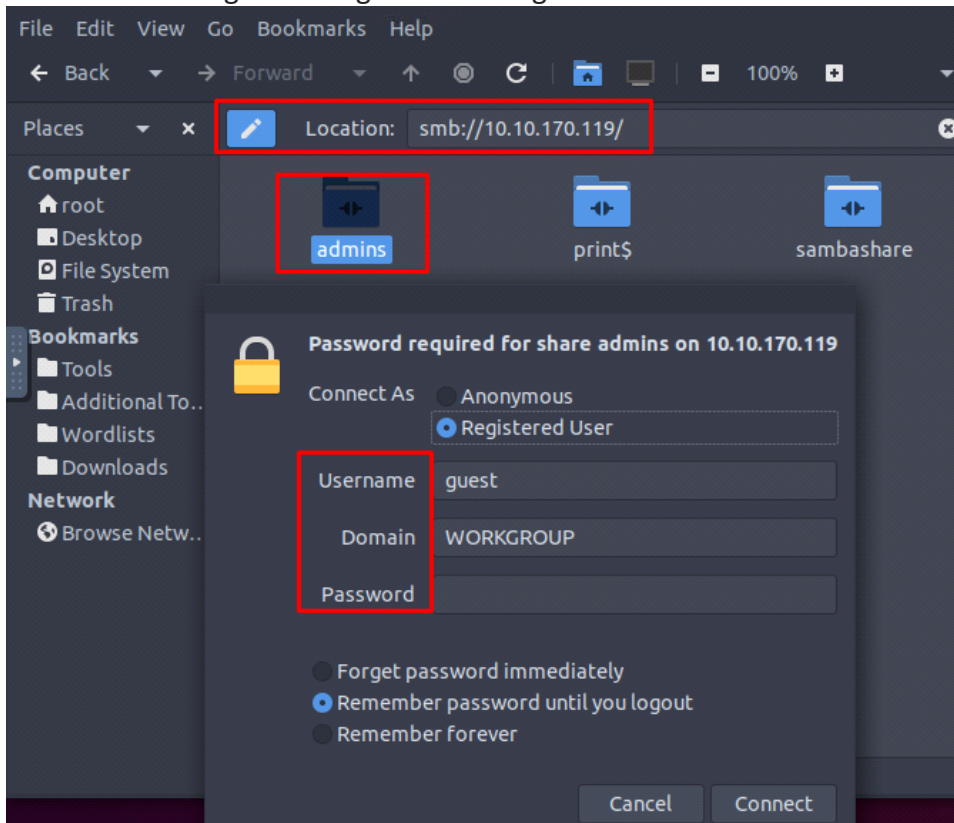 File Edit View Go Bookmarks Help
Back Forward 100%
Places Location: smb://10.10.170.119/
Computer
root
Desktop
File System
Trash
Bookmarks
Tools
Additional To..
Wordlists
Downloads
Network
Browse Netw..
admins print$ sambashare
Password required for share admins on 10.10.170.119
Connect As Anonymous
Registered User
Username guest
Domain WORKGROUP
Password
Forget password immediately
Remember password until you logout
Remember forever
Cancel Connect